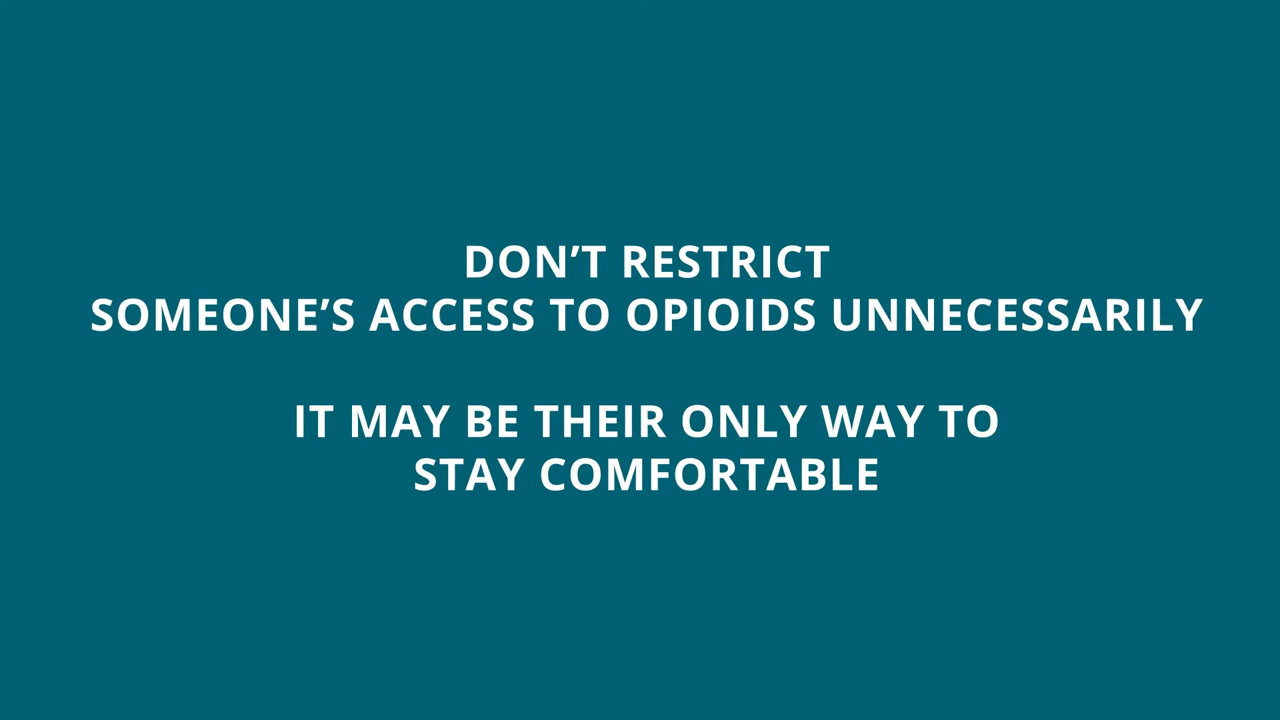 DON’T RESTRICT
SOMEONE’S ACCESS TO OPIOIDS UNNECESSARILY
IT MAY BE THEIR ONLY WAY TO
STAY COMFORTABLE